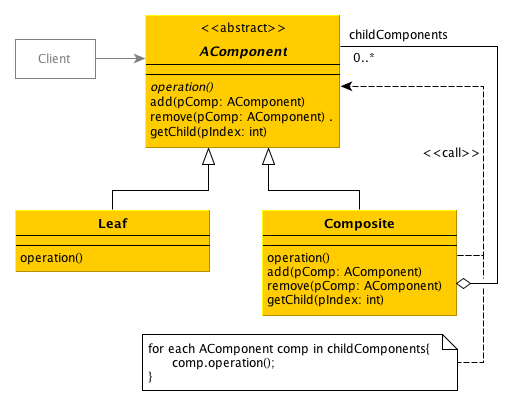 <<abstract>>
AComponent
operation()
add(pComp: AComponent)
remove(pComp: AComponent) .
getChild(pIndex: int)
Client
childComponents
0..*
<<call>>
Leaf
operation()
Composite
operation()
add(pComp: AComponent)
remove(pComp: AComponent)
getChild(pIndex: int)
for each AComponent comp in childComponents{
comp.operation();
}